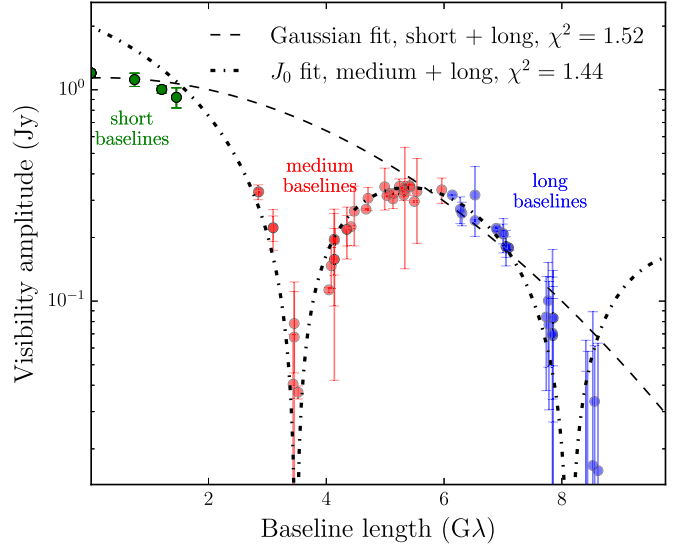 Gaussian fit, short + long, χ² = 1.52
J₀ fit, medium + long, χ² = 1.44
10⁰
short
baselines
medium
baselines
long
baselines
Visibility amplitude (Jy)
10⁻¹
2 4 6 8
Baseline length (Gλ)